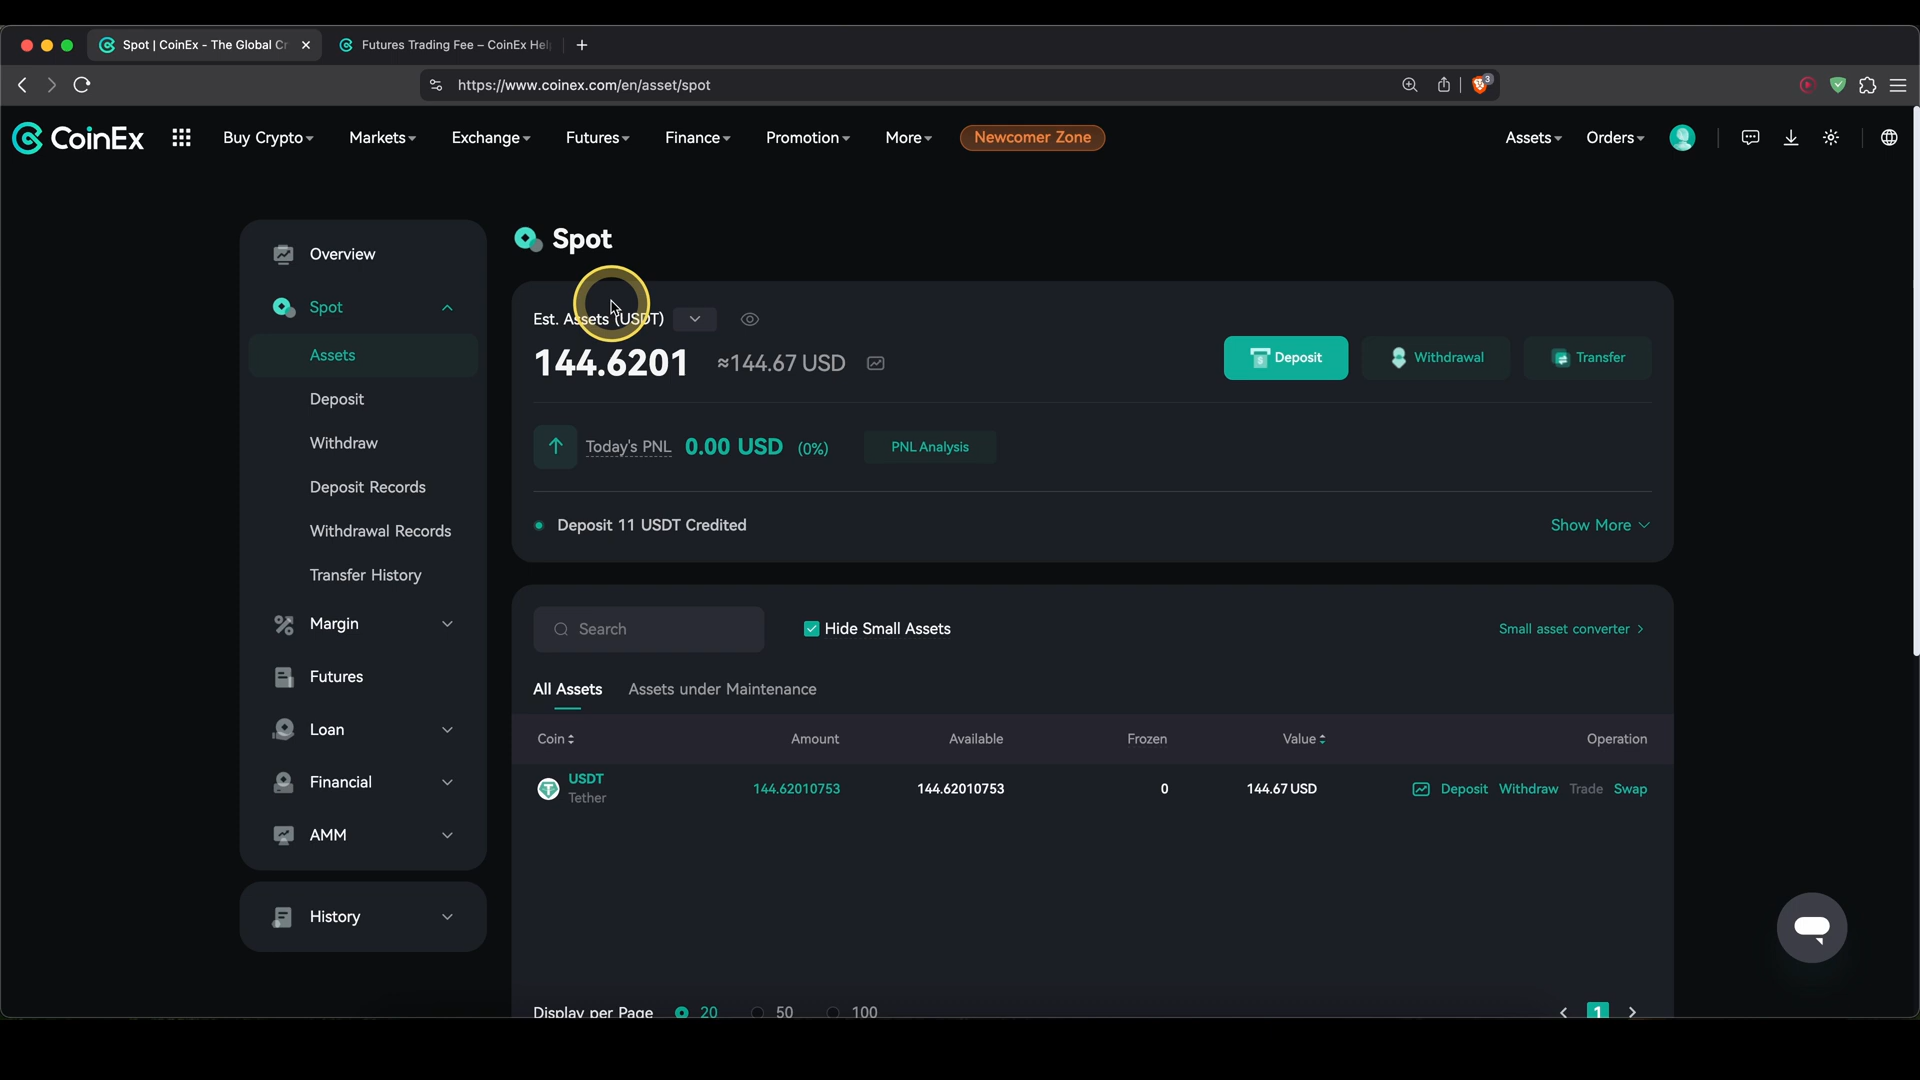 Spot | CoinEx - The Global Cr
Futures Trading Fee – CoinEx Hel
https://www.coinex.com/en/asset/spot
3
CoinEx
Buy Crypto
Markets
Exchange
Futures
Finance
Promotion
More
Newcomer Zone
Assets
Orders
Overview
Spot
Assets
Deposit
Withdraw
Deposit Records
Withdrawal Records
Transfer History
Margin
Futures
Loan
Financial
AMM
History
Spot
Est. Assets (USDT)
144.6201 ≈144.67 USD
Deposit
Withdrawal
Transfer
Today's PNL 0.00 USD (0%)
PNL Analysis
Deposit 11 USDT Credited
Show More
Search
Hide Small Assets
Small asset converter
All Assets
Assets under Maintenance
Coin Amount Available Frozen Value Operation
USDT 144.62010753 144.62010753 0 144.67 USD Deposit Withdraw Trade Swap
Tether
Display per Page 20 50 100
1